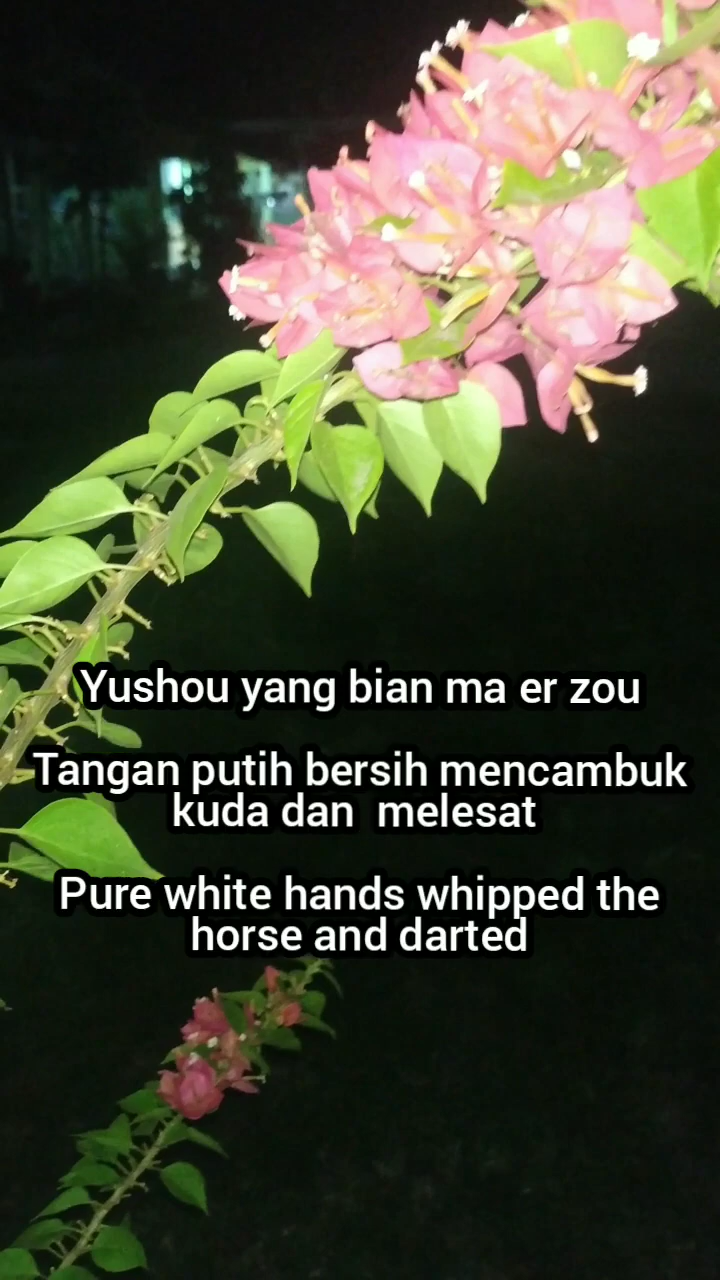 Yushou yang bian ma er zou
Tangan putih bersih mencambuk
kuda dan  melesat
Pure white hands whipped the
horse and darted